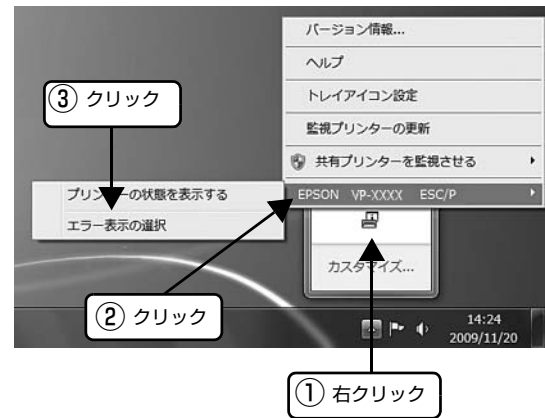 バージョン情報...
ヘルプ
トレイアイコン設定
監視プリンターの更新
共有プリンターを監視させる
EPSON VP-XXXX ESC/P
③ クリック
プリンターの状態を表示する
エラー表示の選択
カスタマイズ...
② クリック
14:24
2009/11/20
① 右クリック